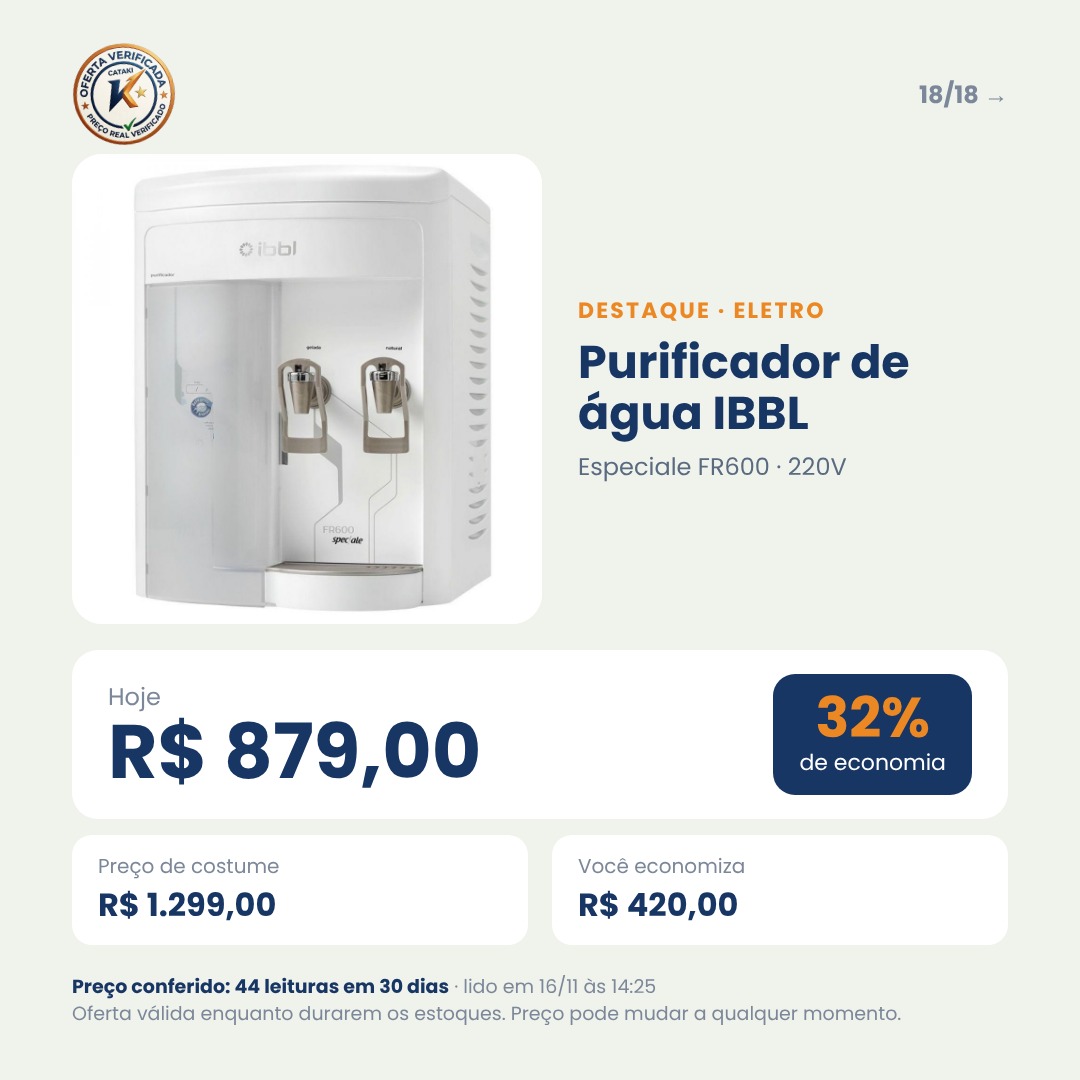 OFERTA VERIFICADA
CATAKI
K
PREÇO REAL VERIFICADO
18/18 →
ibbl
purificador
gelada
natural
FR600
speciale
DESTAQUE · ELETRO
Purificador de
água IBBL
Especiale FR600 · 220V
Hoje
R$ 879,00
32%
de economia
Preço de costume
R$ 1.299,00
Você economiza
R$ 420,00
Preço conferido: 44 leituras em 30 dias · lido em 16/11 às 14:25
Oferta válida enquanto durarem os estoques. Preço pode mudar a qualquer momento.